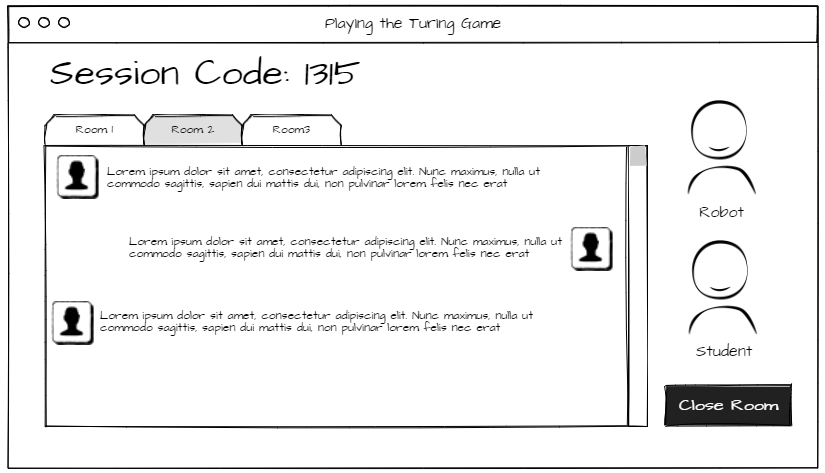 Playing the Turing Game
Session Code: 1315
Room 1
Room 2
Room3
Lorem ipsum dolor sit amet, consectetur adipiscing elit. Nunc maximus, nulla ut
commodo sagittis, sapien dui mattis dui, non pulvinar lorem felis nec erat
Lorem ipsum dolor sit amet, consectetur adipiscing elit. Nunc maximus, nulla ut
commodo sagittis, sapien dui mattis dui, non pulvinar lorem felis nec erat
Lorem ipsum dolor sit amet, consectetur adipiscing elit. Nunc maximus, nulla ut
commodo sagittis, sapien dui mattis dui, non pulvinar lorem felis nec erat
Robot
Student
Close Room